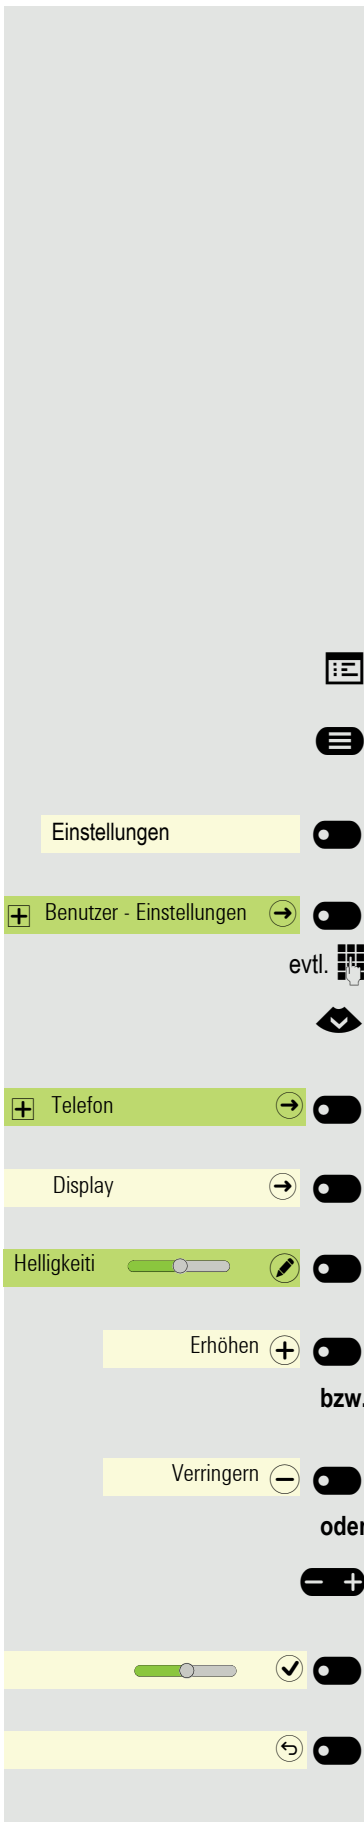 Einstellungen
Benutzer - Einstellungen
evtl.
Telefon
Display
Helligkeiti
Erhöhen
bzw.
Verringern
oder